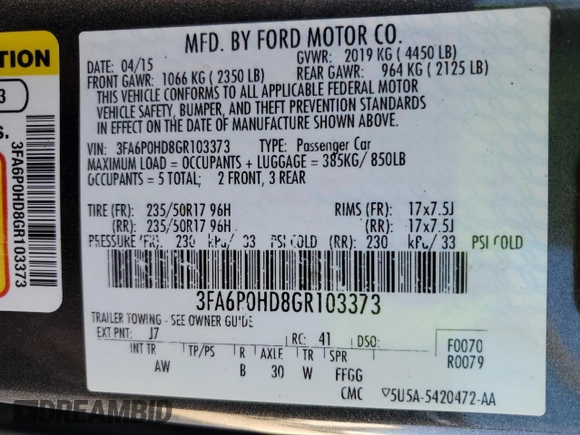 MFD. BY FORD MOTOR CO.
DATE: 04/15
GVWR: 2019 KG ( 4450 LB)
FRONT GAWR: 1066 KG ( 2350 LB)
REAR GAWR: 964 KG ( 2125 LB)
THIS VEHICLE CONFORMS TO ALL APPLICABLE FEDERAL MOTOR
VEHICLE SAFETY, BUMPER, AND THEFT PREVENTION STANDARDS
IN EFFECT ON THE DATE OF MANUFACTURE SHOWN ABOVE.
VIN: 3FA6P0HD8GR103373 TYPE: Passenger Car
MAXIMUM LOAD = OCCUPANTS + LUGGAGE = 385KG/ 850LB
OCCUPANTS = 5 TOTAL; 2 FRONT, 3 REAR
TIRE (FR): 235/50R17 96H RIMS (FR): 17x7.5J
(RR): 235/50R17 96H (RR): 17x7.5J
PRESSURE (FR): 230 kPa/ 33 PSI COLD (RR): 230 kPa/ 33 PSI COLD
3FA6P0HD8GR103373
TRAILER TOWING - SEE OWNER GUIDE
EXT PNT: J7 RC: 41 DSO: F0070
R0079
INT TR TP/PS R AXLE TR SPR
AW B 30 W FFGG
CMC ▽5U5A-5420472-AA
3
3FA6P0HD8GR103373
DREAMBID